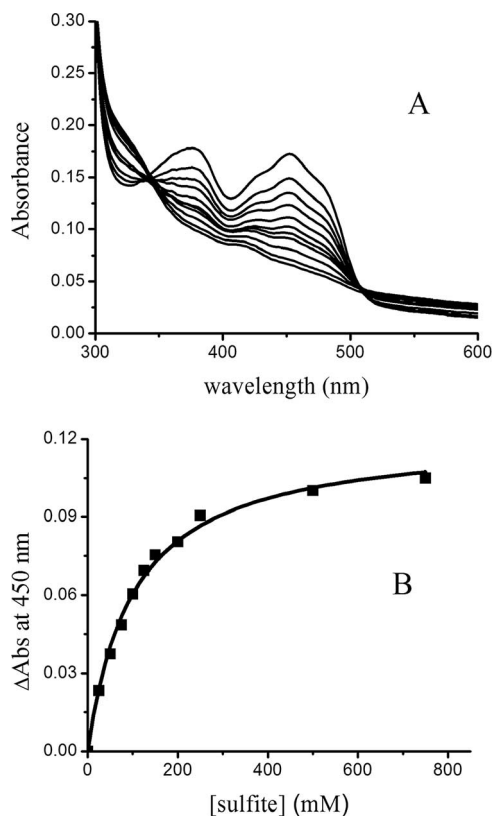 0.30
0.25
A
0.20
Absorbance
0.15
0.10
0.05
0.00
300 400 500 600
wavelength (nm)
0.12
0.09
ΔAbs at 450 nm
0.06
B
0.03
0.00
0 200 400 600 800
[sulfite] (mM)